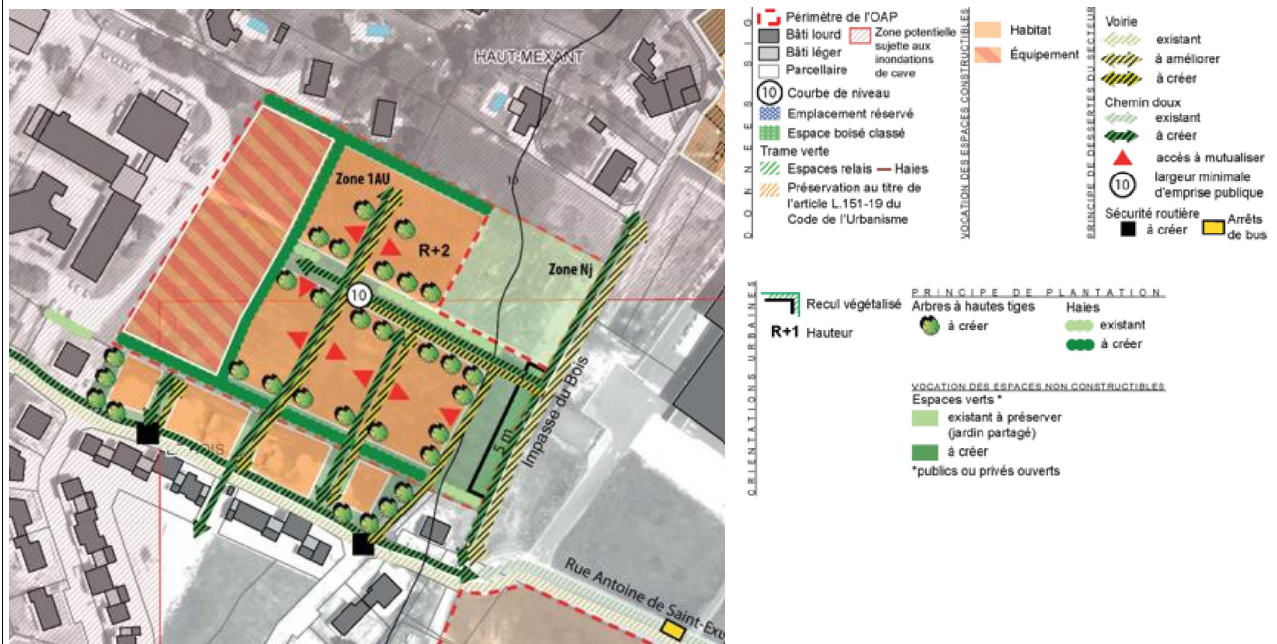 HAUT-MEXANT
10
Zone 1AU
R+2
Zone Nj
10
5 m
Impasse du Bois
Rue Antoine de Saint-Exu
DONNEES SIG
Périmètre de l'OAP
Bâti lourd
Bâti léger
Parcellaire
Zone potentielle
sujette aux
inondations
de cave
10 Courbe de niveau
Emplacement réservé
Espace boisé classé
Trame verte
Espaces relais
Haies
Préservation au titre de
l'article L.151-19 du
Code de l'Urbanisme
VOCATION DES ESPACES CONSTRUCTIBLES
Habitat
Équipement
PRINCIPE DE DESSERTES DU SECTEUR
Voirie
existant
à améliorer
à créer
Chemin doux
existant
à créer
accès à mutualiser
10 largeur minimale
d'emprise publique
Sécurité routière
à créer
Arrêts
de bus
ORIENTATIONS URBAINES
Recul végétalisé
R+1 Hauteur
PRINCIPE DE PLANTATION
Arbres à hautes tiges
à créer
Haies
existant
à créer
VOCATION DES ESPACES NON CONSTRUCTIBLES
Espaces verts *
existant à préserver
(jardin partagé)
à créer
*publics ou privés ouverts